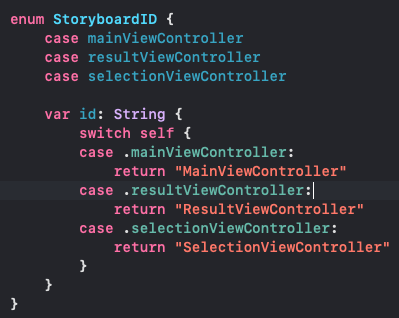 enum StoryboardID {
    case mainViewController
    case resultViewController
    case selectionViewController

    var id: String {
        switch self {
        case .mainViewController:
            return "MainViewController"
        case .resultViewController:
            return "ResultViewController"
        case .selectionViewController:
            return "SelectionViewController"
        }
    }
}